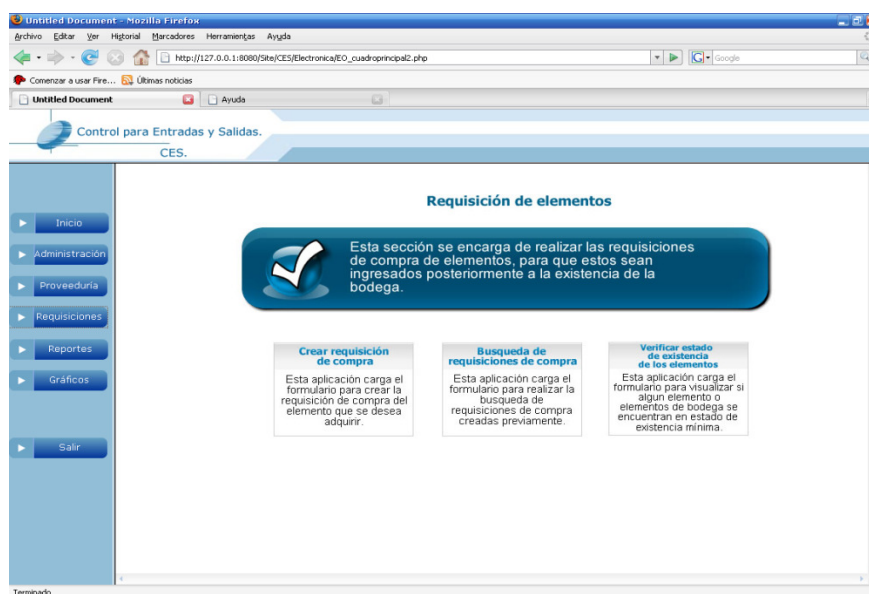 Untitled Document - Mozilla Firefox
Archivo Editar Ver Historial Marcadores Herramientas Ayuda
http://127.0.0.1:8080/Site/CES/Electronica/EO_cuadroprincipal2.php
Google
Comenzar a usar Fire... Últimas noticias
Untitled Document Ayuda
Control para Entradas y Salidas.
CES.
Inicio
Administración
Proveeduría
Requisiciones
Reportes
Gráficos
Salir
Requisición de elementos
Esta sección se encarga de realizar las requisiciones
de compra de elementos, para que estos sean
ingresados posteriormente a la existencia de la
bodega.
Crear requisición
de compra
Esta aplicación carga el
formulario para crear la
requisición de compra del
elemento que se desea
adquirir.
Busqueda de
requisiciones de compra
Esta aplicación carga el
formulario para realizar la
busqueda de
requisiciones de compra
creadas previamente.
Verificar estado
de existencia
de los elementos
Esta aplicación carga el
formulario para visualizar si
algun elemento o
elementos de bodega se
encuentran en estado de
existencia mínima.
Terminado